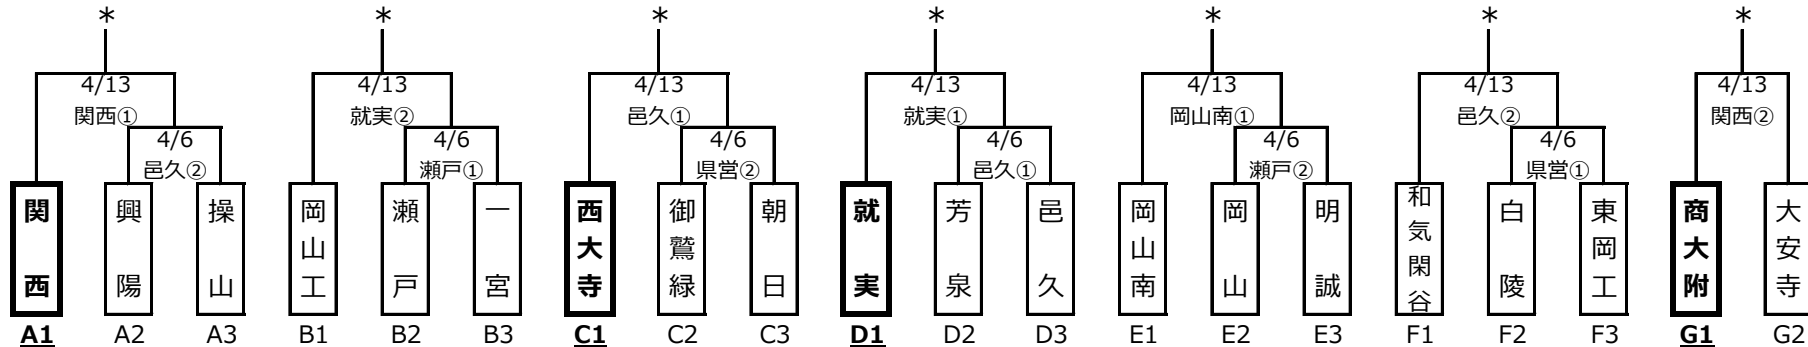 * * * * * * *
4/13 4/13 4/13 4/13 4/13 4/13 4/13
関西① 就実② 邑久① 就実① 岡山南① 邑久② 関西②
4/6 4/6 4/6 4/6 4/6 4/6
邑久② 瀬戸① 県営② 邑久① 瀬戸② 県営①
関西 興陽 操山 岡山工 瀬戸 一宮 西大寺 御鷲緑 朝日 就実 芳泉 邑久 岡山南 岡山 明誠 和気閑谷 白陵 東岡工 商大附 大安寺
A1 A2 A3 B1 B2 B3 C1 C2 C3 D1 D2 D3 E1 E2 E3 F1 F2 F3 G1 G2